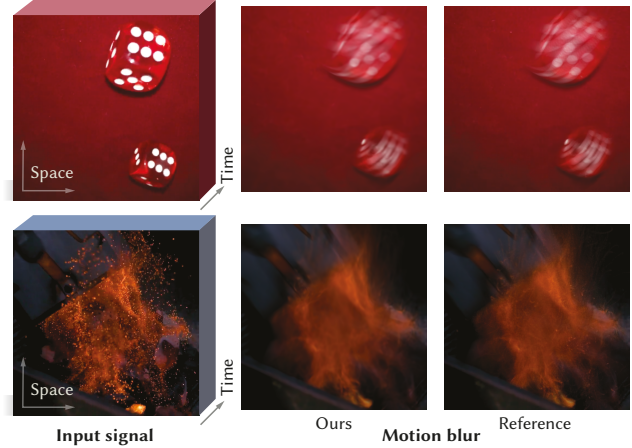 Space
Time
Space
Time
Ours
Reference
Input signal
Motion blur